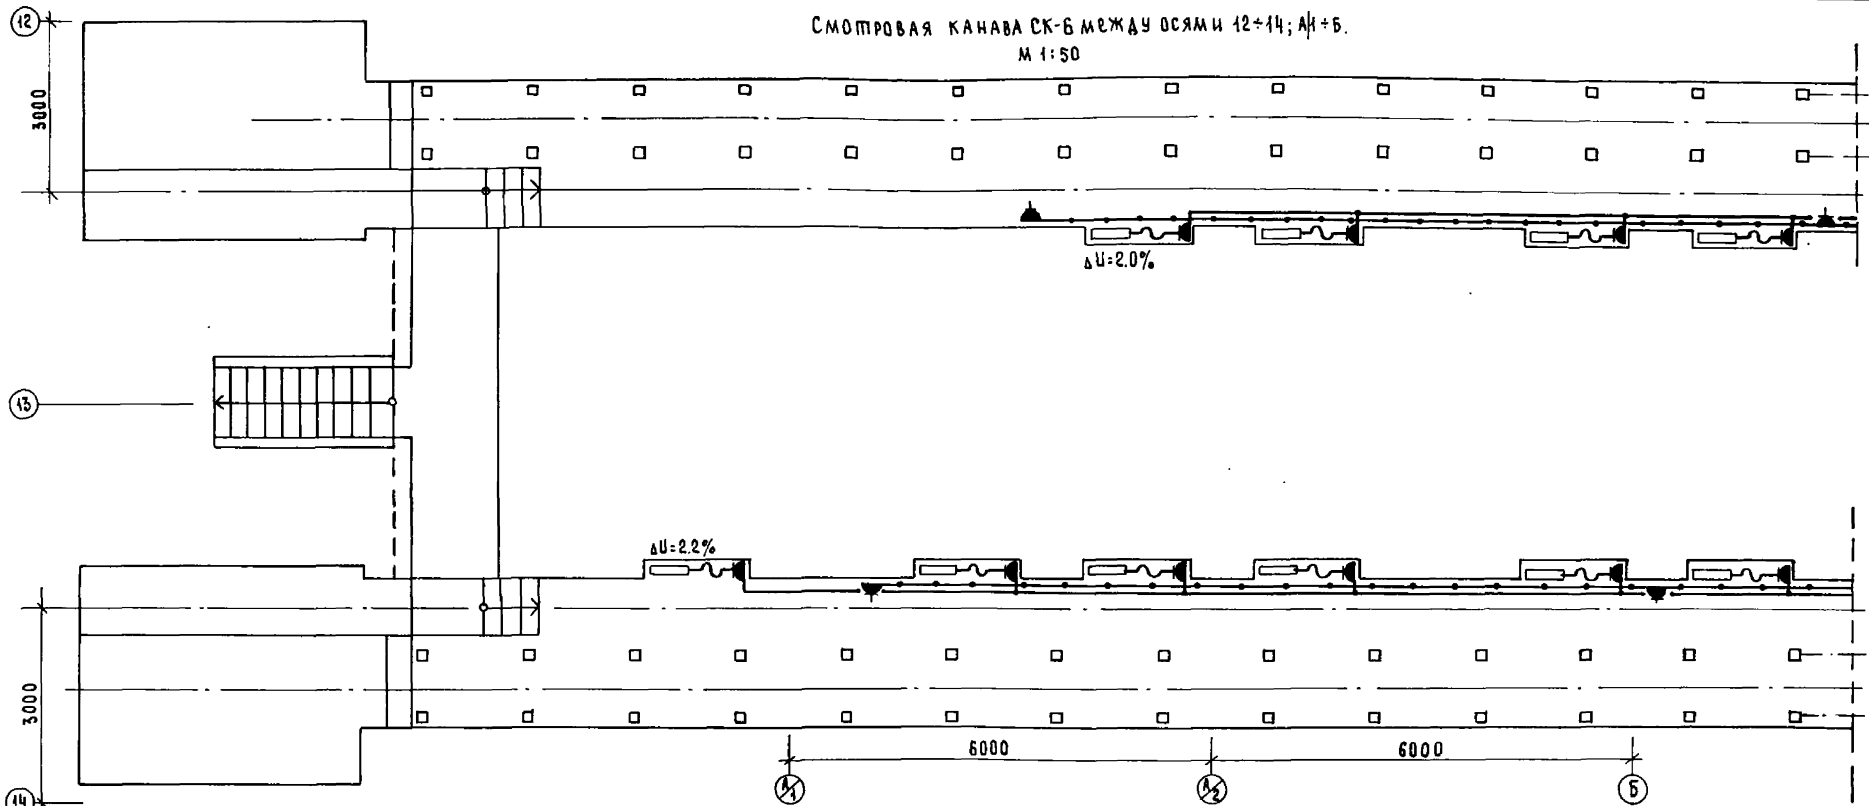 12
СМОТРОВАЯ КАНАВА СК-Б МЕЖДУ ОСЯМИ 12÷14; А/1÷Б.
М 1:50
3000
ΔU=2.0%
13
ΔU=2.2%
3000
6000
6000
14
А/1
А/2
Б